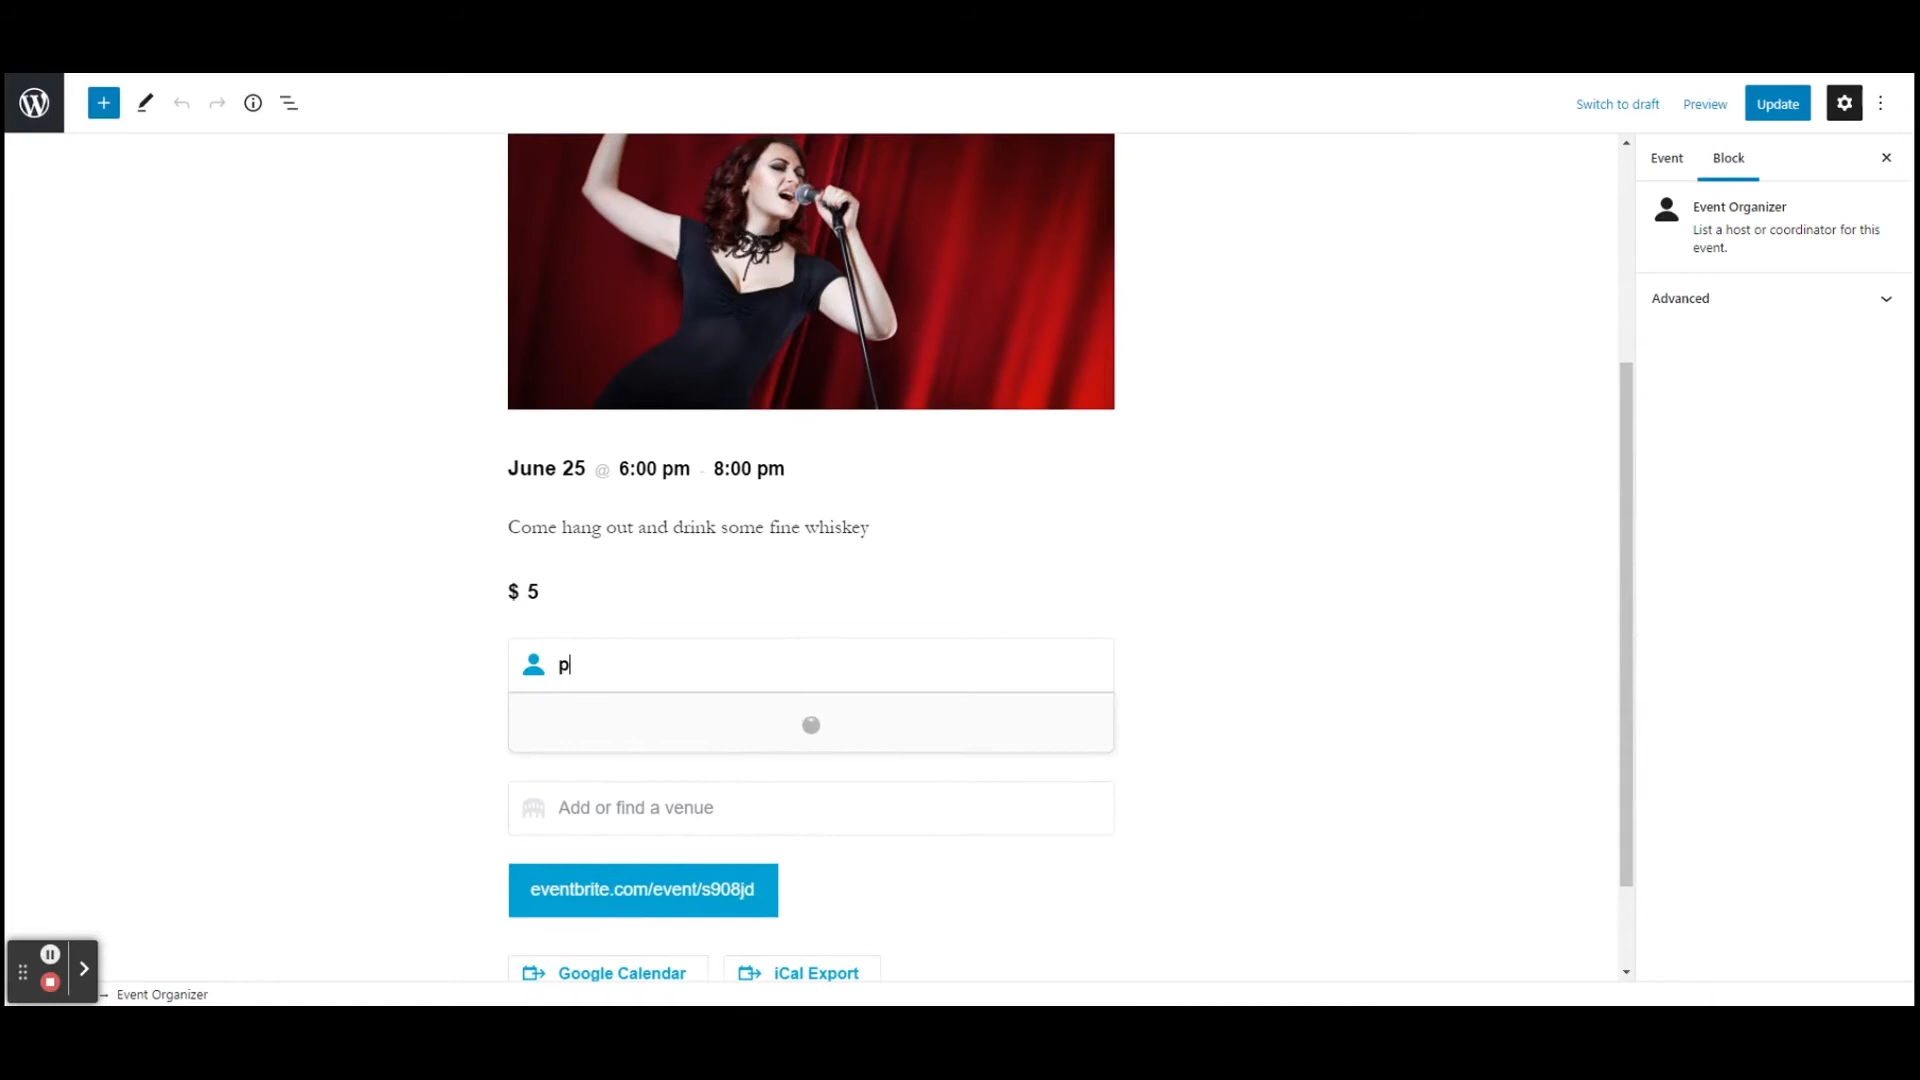 Switch to draft
Preview
Update
Event
Block
Event Organizer
List a host or coordinator for this
event.
Advanced
June 25 @ 6:00 pm - 8:00 pm
Come hang out and drink some fine whiskey
$ 5
p
Add or find a venue
eventbrite.com/event/s908jd
Google Calendar
iCal Export
→ Event Organizer